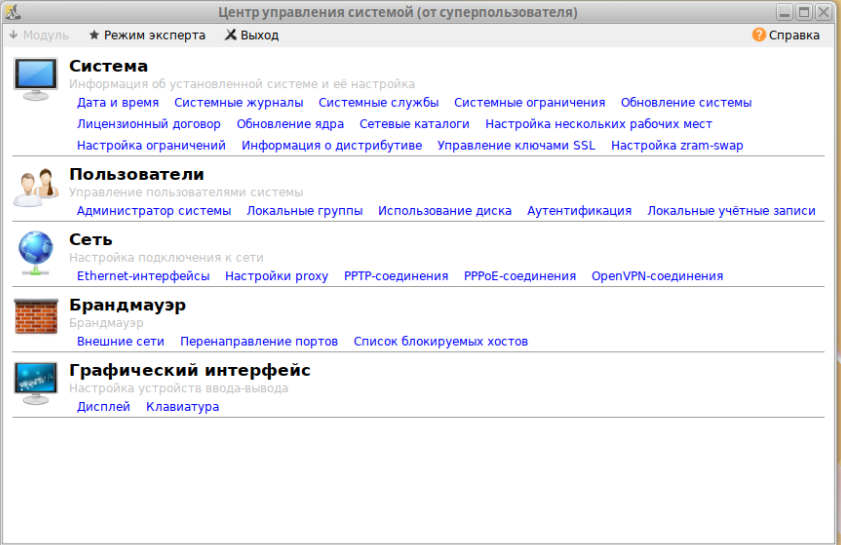 Центр управления системой (от суперпользователя)
Модуль Режим эксперта Выход Справка
Система
Информация об установленной системе и её настройка
Дата и время Системные журналы Системные службы Системные ограничения Обновление системы
Лицензионный договор Обновление ядра Сетевые каталоги Настройка нескольких рабочих мест
Настройка ограничений Информация о дистрибутиве Управление ключами SSL Настройка zram-swap
Пользователи
Управление пользователями системы
Администратор системы Локальные группы Использование диска Аутентификация Локальные учётные записи
Сеть
Настройка подключения к сети
Ethernet-интерфейсы Настройки proxy PPTP-соединения PPPoE-соединения OpenVPN-соединения
Брандмауэр
Брандмауэр
Внешние сети Перенаправление портов Список блокируемых хостов
Графический интерфейс
Настройка устройств ввода-вывода
Дисплей Клавиатура